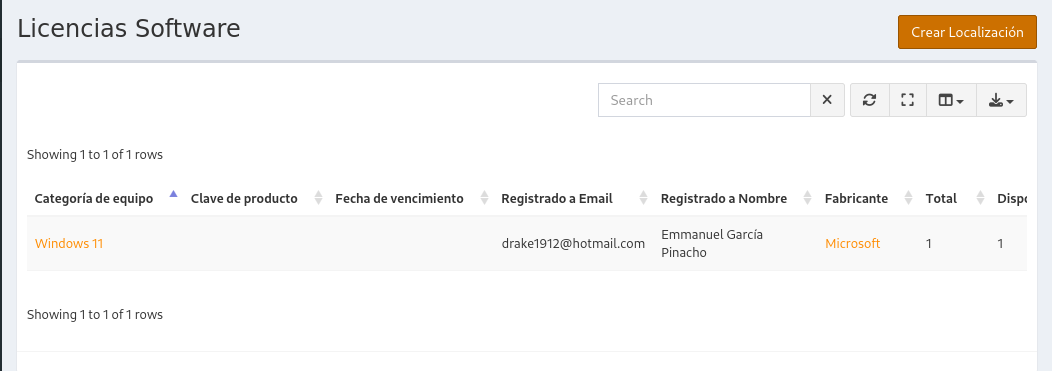 Licencias Software
Crear Localización
Search
Showing 1 to 1 of 1 rows
Categoría de equipo Clave de producto Fecha de vencimiento Registrado a Email Registrado a Nombre Fabricante Total Dispo
Windows 11 drake1912@hotmail.com Emmanuel García Pinacho Microsoft 1 1
Showing 1 to 1 of 1 rows